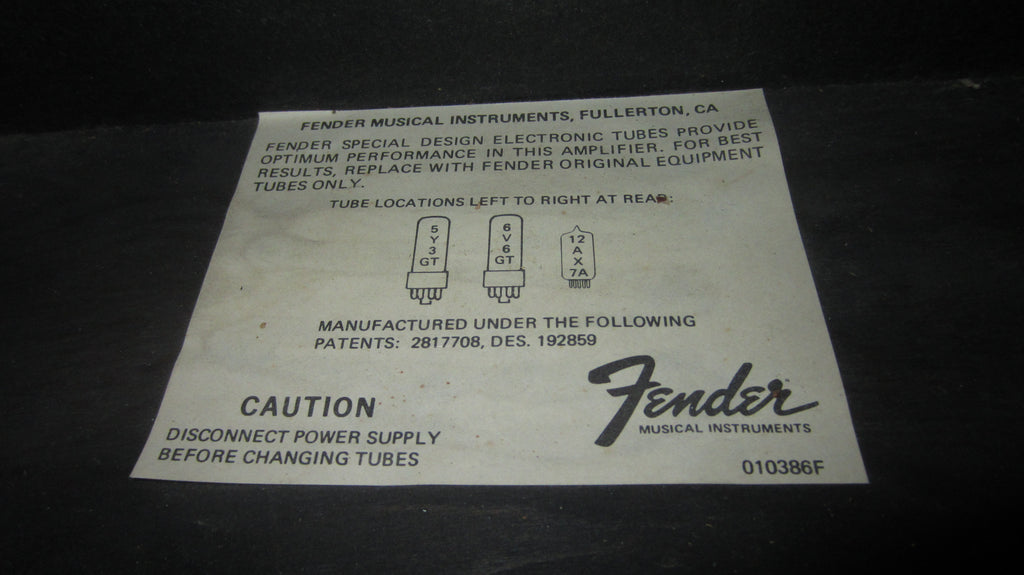 FENDER MUSICAL INSTRUMENTS, FULLERTON, CA
FENDER SPECIAL DESIGN ELECTRONIC TUBES PROVIDE
OPTIMUM PERFORMANCE IN THIS AMPLIFIER. FOR BEST
RESULTS, REPLACE WITH FENDER ORIGINAL EQUIPMENT
TUBES ONLY.
TUBE LOCATIONS LEFT TO RIGHT AT REAR:
5
Y
3
GT
6
V
6
GT
12
A
X
7A
MANUFACTURED UNDER THE FOLLOWING
PATENTS: 2817708, DES. 192859
CAUTION
DISCONNECT POWER SUPPLY
BEFORE CHANGING TUBES
Fender
MUSICAL INSTRUMENTS
010386F